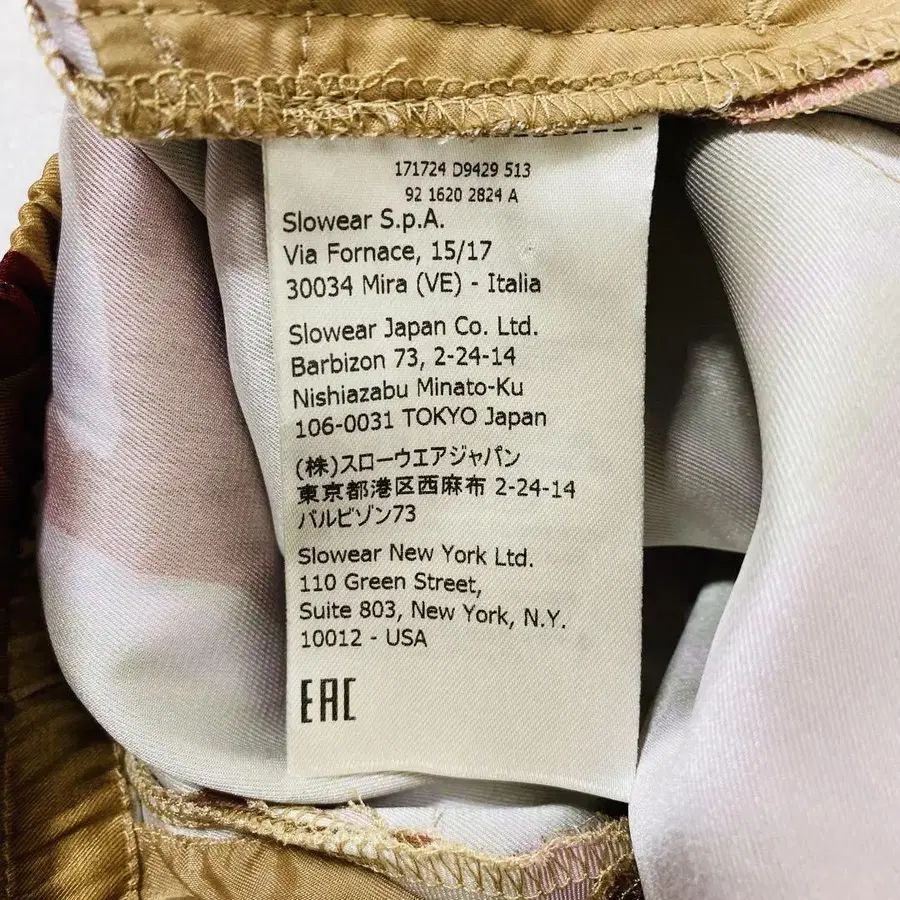 171724 D9429 513
92 1620 2824 A
Slowear S.p.A.
Via Fornace, 15/17
30034 Mira (VE) - Italia
Slowear Japan Co. Ltd.
Barbizon 73, 2-24-14
Nishiazabu Minato-Ku
106-0031 TOKYO Japan
(株)スローウエアジャパン
東京都港区西麻布 2-24-14
バルビゾン73
Slowear New York Ltd.
110 Green Street,
Suite 803, New York, N.Y.
10012 - USA
EAC